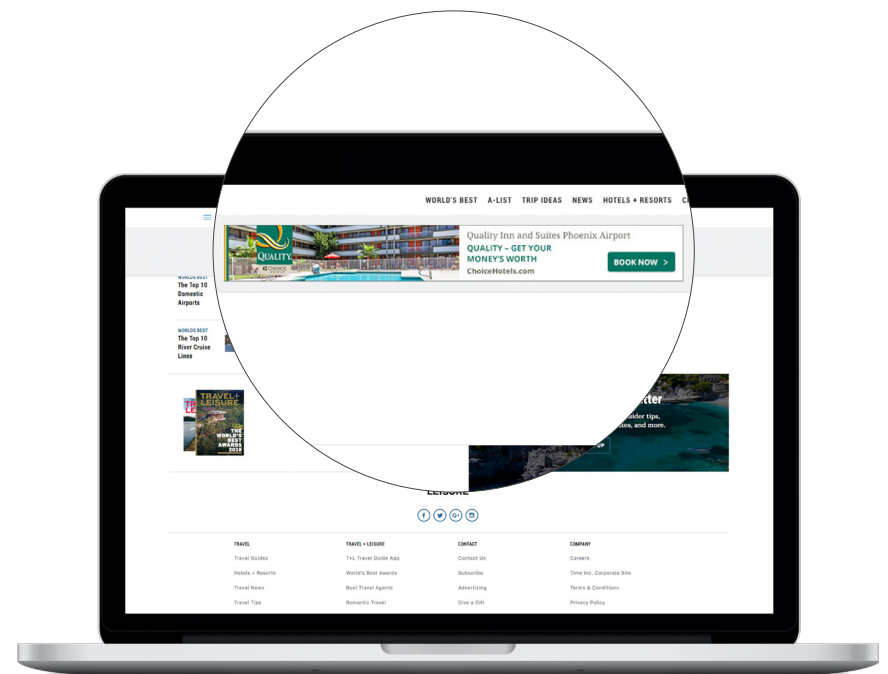 WORLD'S BEST A-LIST TRIP IDEAS NEWS HOTELS + RESORTS
QUALITY.
CHOICE
Quality Inn and Suites Phoenix Airport
QUALITY – GET YOUR
MONEY'S WORTH
ChoiceHotels.com
BOOK NOW >
WORLDS BEST
The Top 10
Domestic
Airports
WORLDS BEST
The Top 10
River Cruise
Lines
TRAVEL+
LEISURE
THE
WORLD'S
BEST
AWARDS
2018
sider tips,
and more.
UP
LEISURE
TRAVEL TRAVEL + LEISURE CONTACT COMPANY
Travel Guides T+L Travel Guide App Contact Us Careers
Hotels + Resorts World's Best Awards Subscribe Time Inc. Corporate Site
Travel News Best Travel Agents Advertising Terms & Conditions
Travel Tips Romantic Travel Give a Gift Privacy Policy